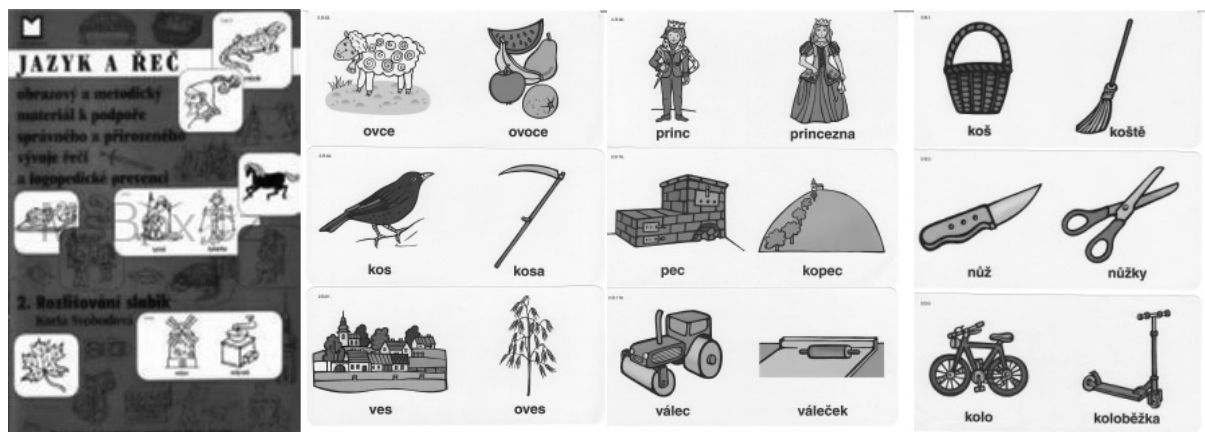 JAZYK A ŘEČ
obrazový a metodický
materiál k podpoře
správného a přirozeného
vývoje řeči
a logopedické prevenci
2. Rozlišování slabik
Karla Svobodová
ovce
ovoce
kos
kosa
ves
oves
princ
princezna
pec
kopec
válec
váleček
koš
koště
nůž
nůžky
kolo
koloběžka